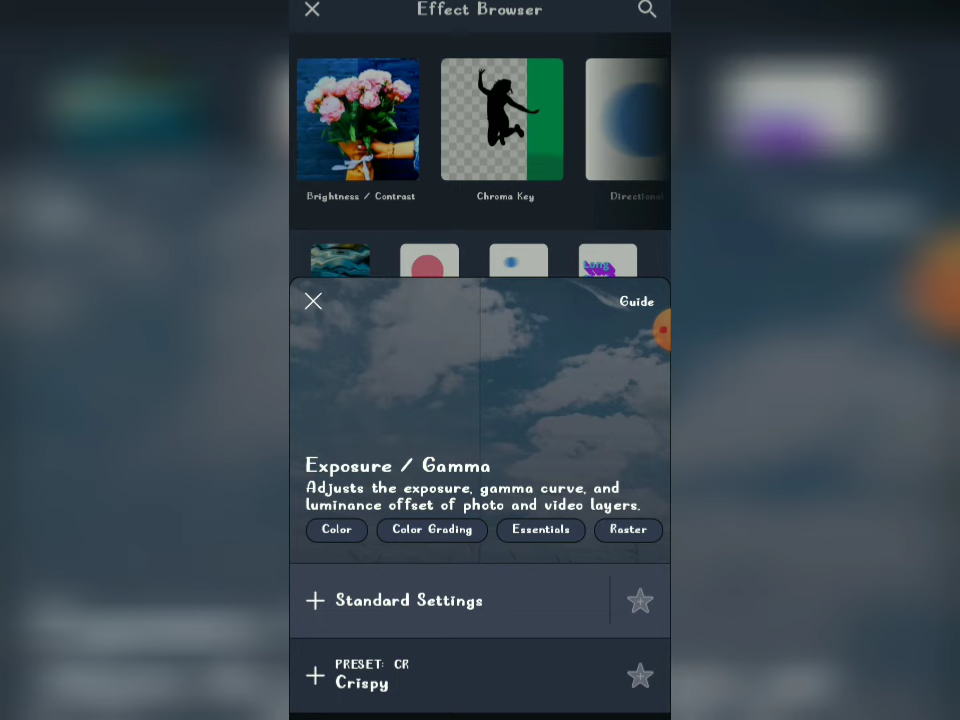 Effect Browser
Brightness / Contrast
Chroma Key
Directional
Long
Guide
Exposure / Gamma
Adjusts the exposure, gamma curve, and
luminance offset of photo and video layers.
Color
Color Grading
Essentials
Raster
Standard Settings
PRESET: CR
Crispy